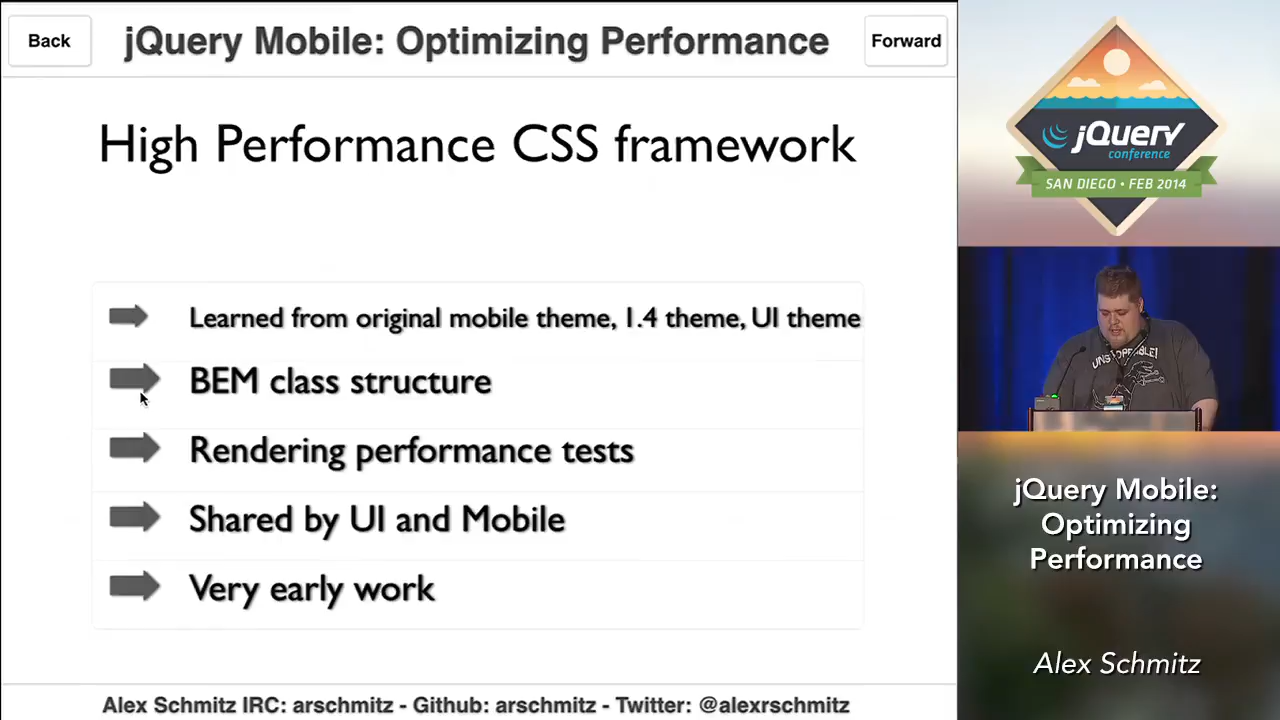 Back
jQuery Mobile: Optimizing Performance
Forward
High Performance CSS framework
Learned from original mobile theme, 1.4 theme, UI theme
BEM class structure
Rendering performance tests
Shared by UI and Mobile
Very early work
Alex Schmitz IRC: arschmitz - Github: arschmitz - Twitter: @alexrschmitz
jQuery
conference
SAN DIEGO • FEB 2014
jQuery Mobile:
Optimizing
Performance
Alex Schmitz